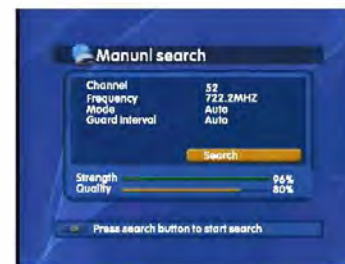 Manunl search
Channel 52
Frequency 722.2MHZ
Mode Auto
Guard Interval Auto
Search
Strength 96%
Quality 80%
Press search button to start search